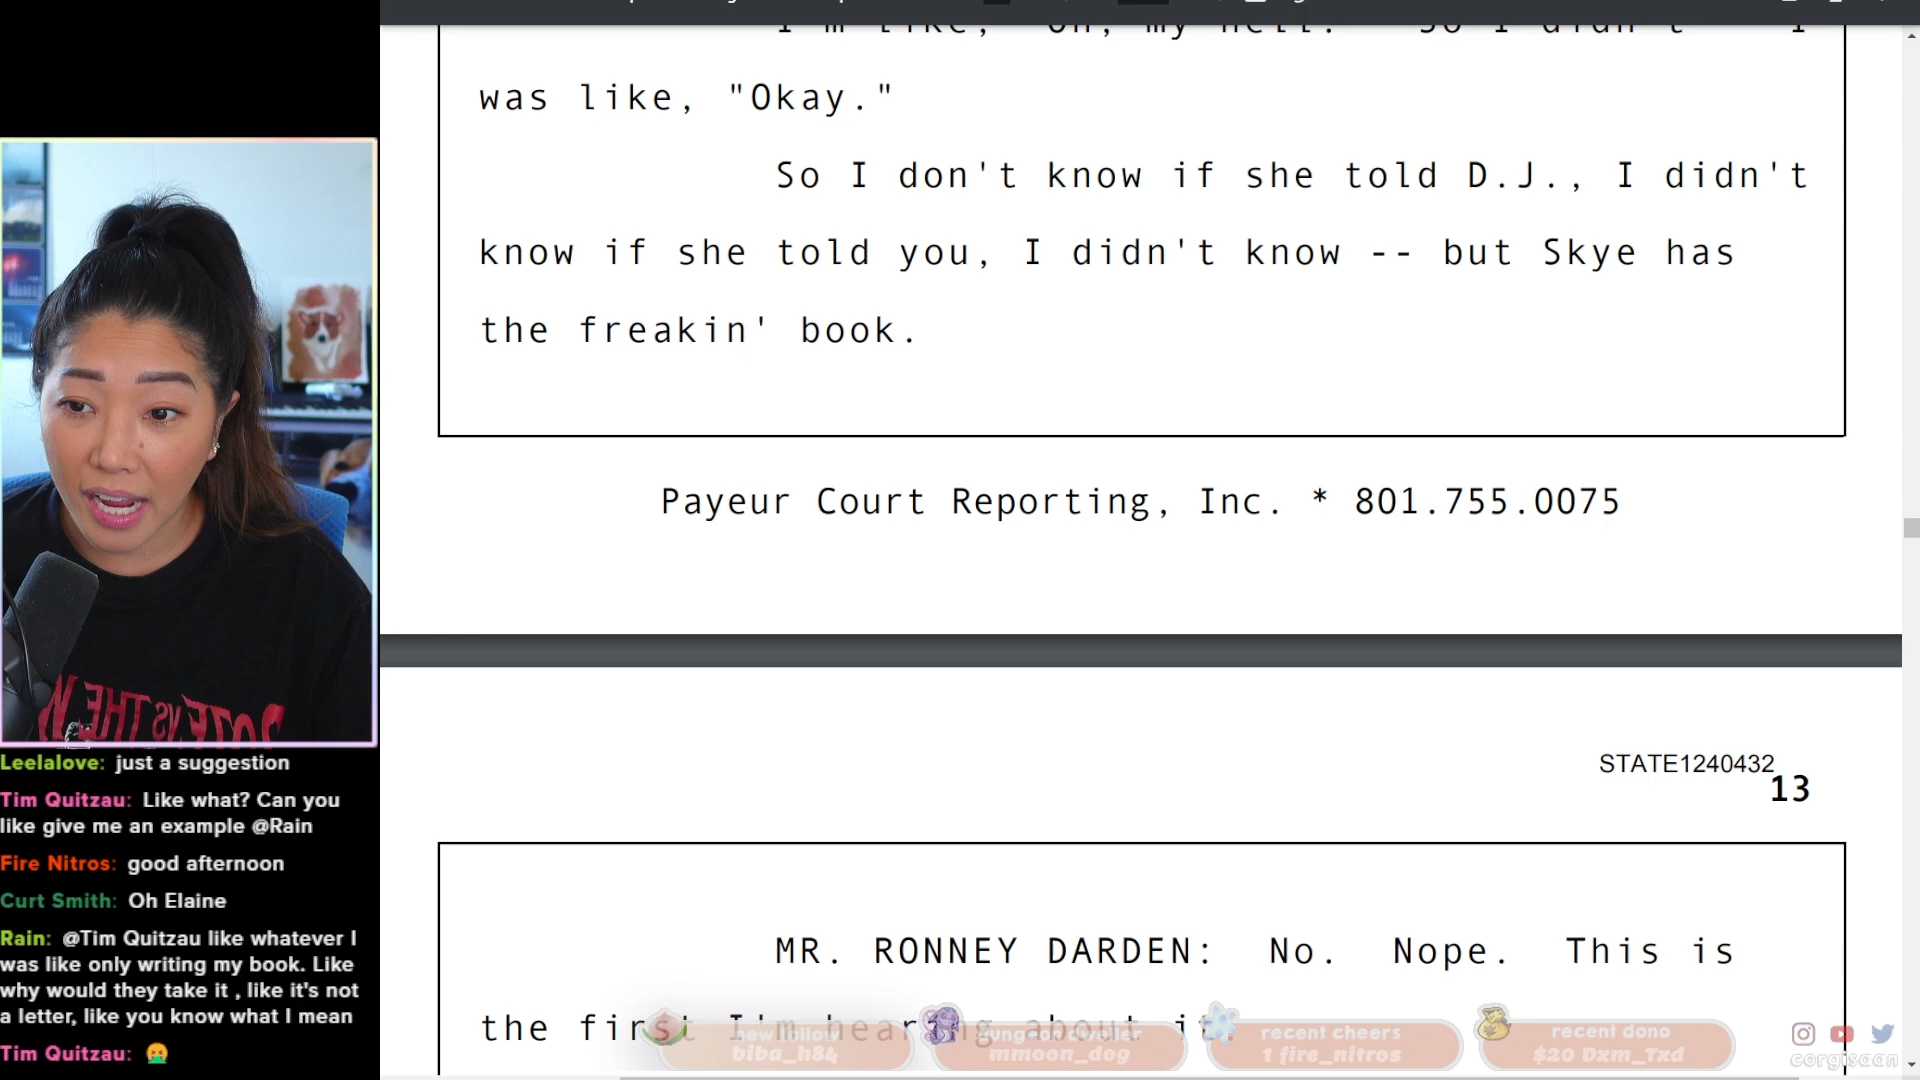 was like, "Okay."
So I don't know if she told D.J., I didn't
know if she told you, I didn't know -- but Skye has
the freakin' book.
Payeur Court Reporting, Inc. * 801.755.0075
STATE1240432
13
MR. RONNEY DARDEN: No. Nope. This is
the first I'm hearing about it.
Leelalove: just a suggestion
Tim Quitzau: Like what? Can you
like give me an example @Rain
Fire Nitros: good afternoon
Curt Smith: Oh Elaine
Rain: @Tim Quitzau like whatever I
was like only writing my book. Like
why would they take it , like it's not
a letter, like you know what I mean
Tim Quitzau:
new follow
biba_h84
mmoon_dog
recent cheers
1 fire_nitros
recent dono
$20 Dxm_Txd
corgisaan